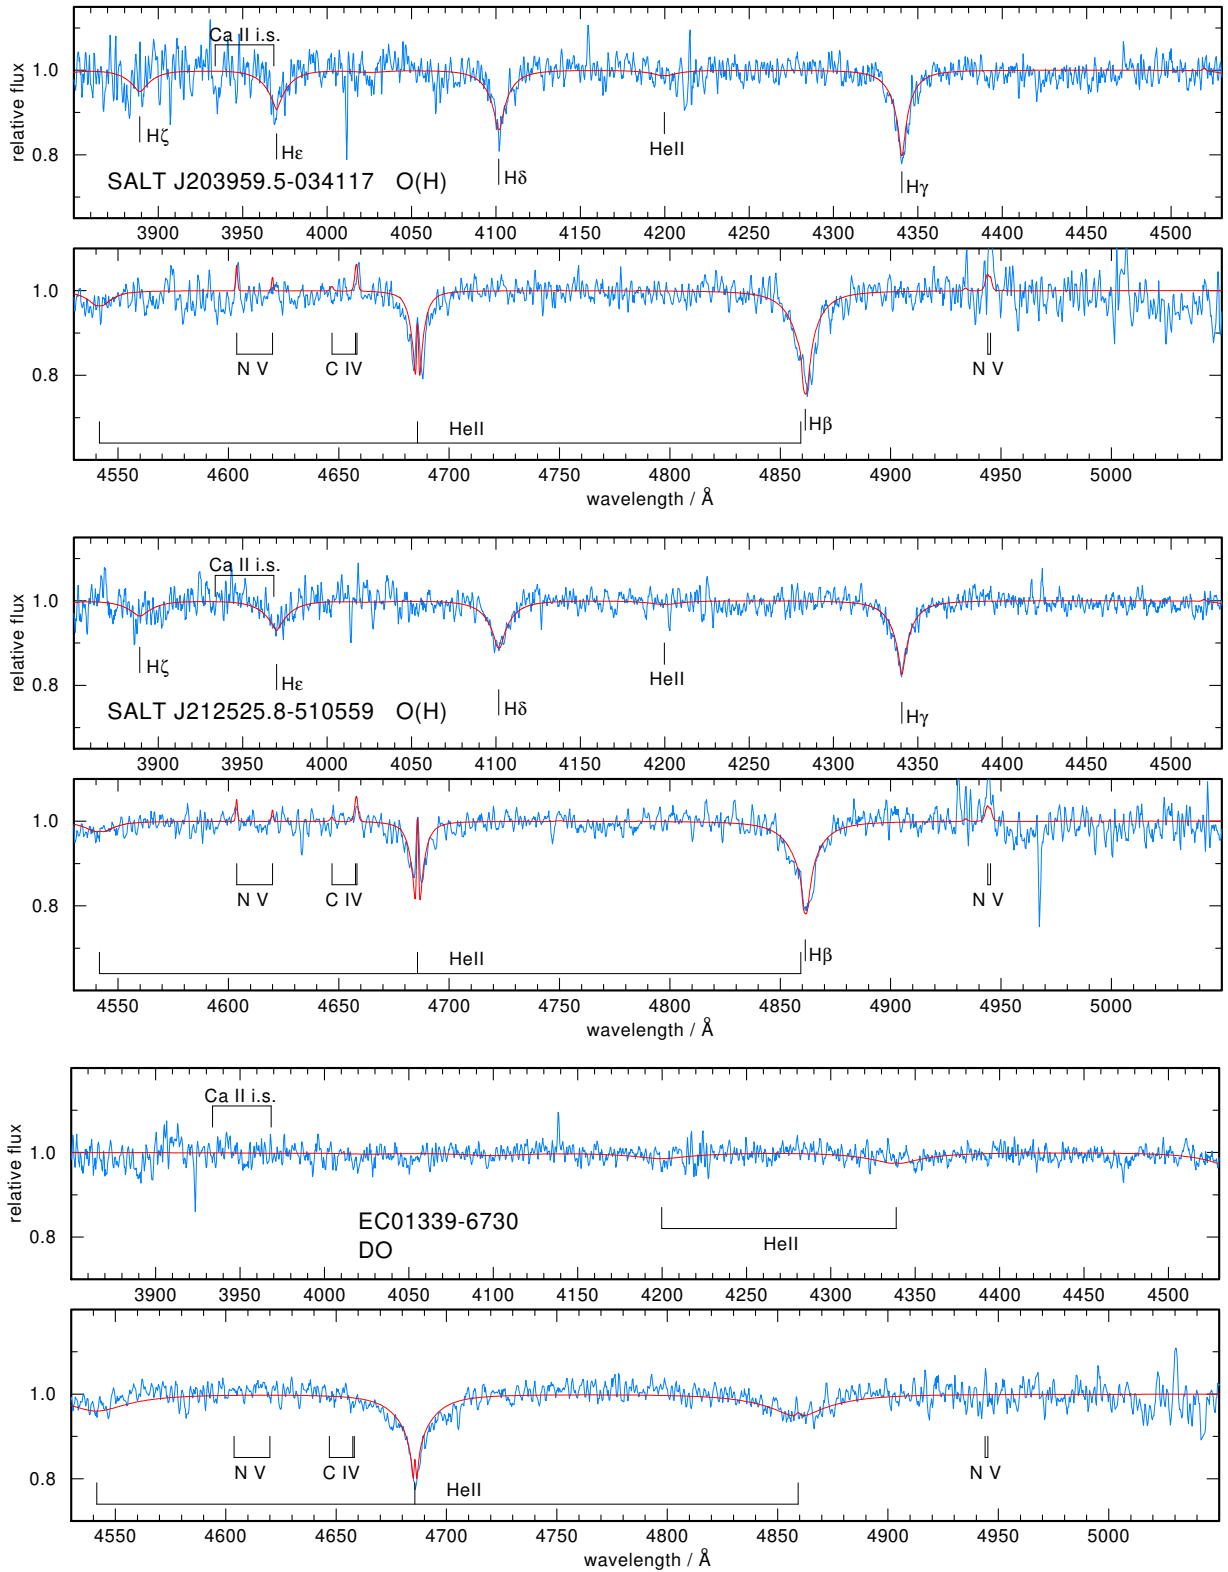 relative flux
1.0
0.8
Ca II i.s.
Hζ
Hε
Hδ
HeII
Hγ
SALT J203959.5-034117 O(H)
3900 3950 4000 4050 4100 4150 4200 4250 4300 4350 4400 4450 4500
1.0
0.8
N V
C IV
N V
HeII
Hβ
4550 4600 4650 4700 4750 4800 4850 4900 4950 5000
wavelength / Å
relative flux
1.0
0.8
Ca II i.s.
Hζ
Hε
Hδ
HeII
Hγ
SALT J212525.8-510559 O(H)
3900 3950 4000 4050 4100 4150 4200 4250 4300 4350 4400 4450 4500
1.0
0.8
N V
C IV
N V
HeII
Hβ
4550 4600 4650 4700 4750 4800 4850 4900 4950 5000
wavelength / Å
relative flux
1.0
0.8
Ca II i.s.
EC01339-6730
DO
HeII
3900 3950 4000 4050 4100 4150 4200 4250 4300 4350 4400 4450 4500
1.0
0.8
N V
C IV
N V
HeII
4550 4600 4650 4700 4750 4800 4850 4900 4950 5000
wavelength / Å